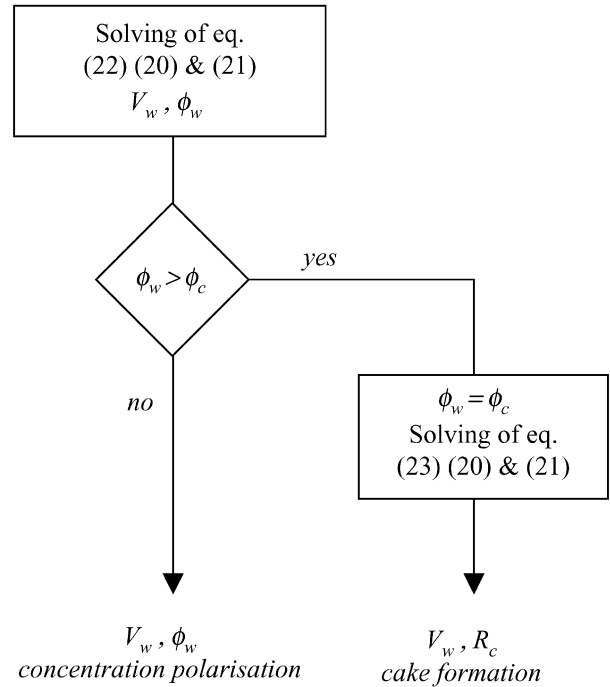 Solving of eq.
(22) (20) & (21)
V_w , ϕ_w
ϕ_w > ϕ_c
yes
no
ϕ_w = ϕ_c
Solving of eq.
(23) (20) & (21)
V_w , ϕ_w
concentration polarisation
V_w , R_c
cake formation